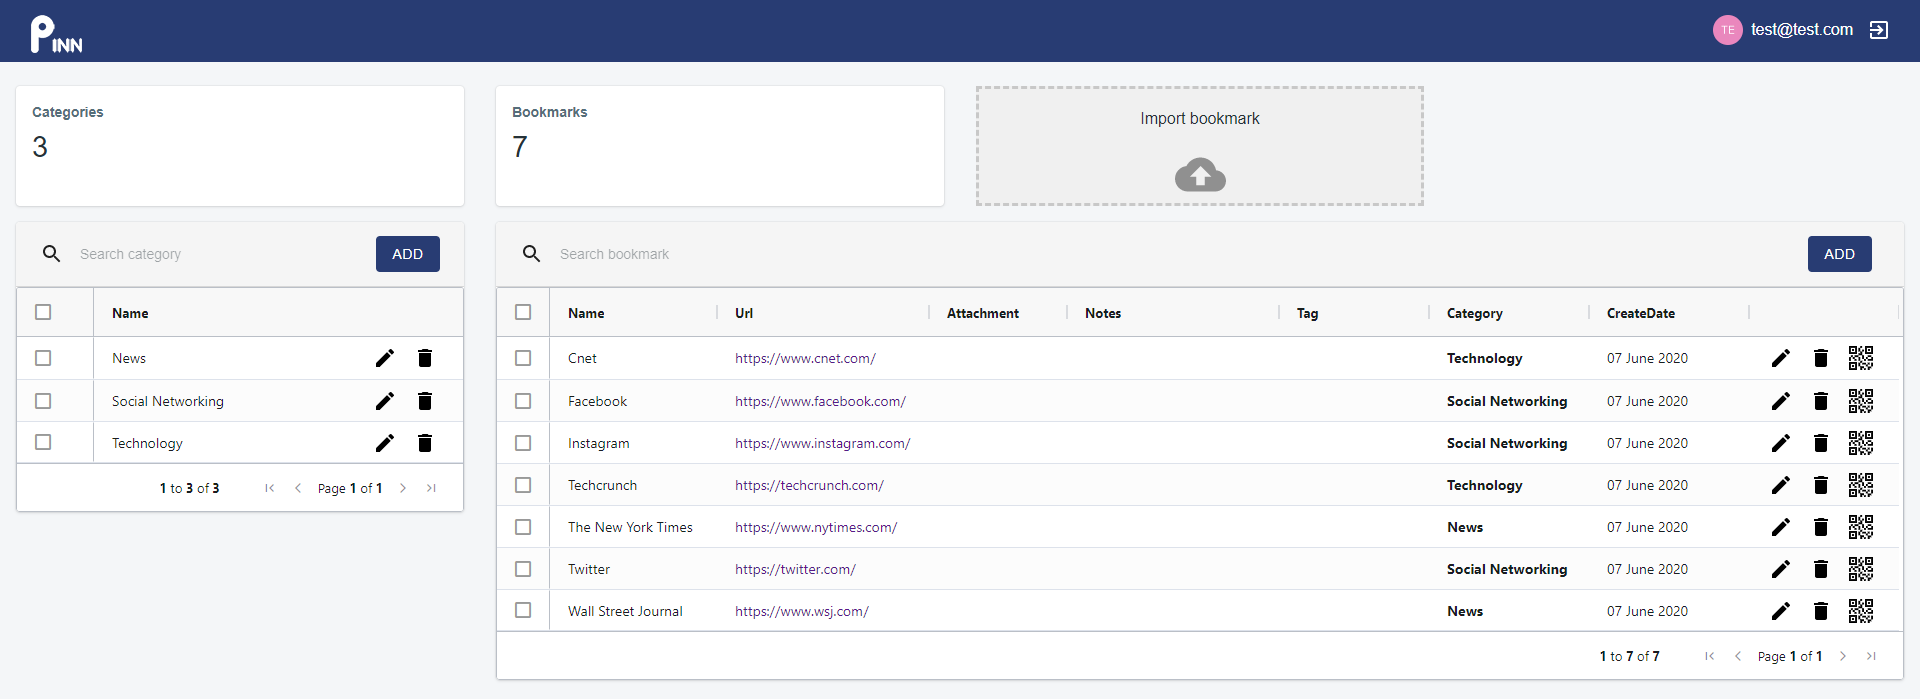 PINN
TE test@test.com
Categories
3
Bookmarks
7
Import bookmark
Search category ADD
Name
News
Social Networking
Technology
1 to 3 of 3 Page 1 of 1
Search bookmark ADD
Name Url Attachment Notes Tag Category CreateDate
Cnet https://www.cnet.com/ Technology 07 June 2020
Facebook https://www.facebook.com/ Social Networking 07 June 2020
Instagram https://www.instagram.com/ Social Networking 07 June 2020
Techcrunch https://techcrunch.com/ Technology 07 June 2020
The New York Times https://www.nytimes.com/ News 07 June 2020
Twitter https://twitter.com/ Social Networking 07 June 2020
Wall Street Journal https://www.wsj.com/ News 07 June 2020
1 to 7 of 7 Page 1 of 1